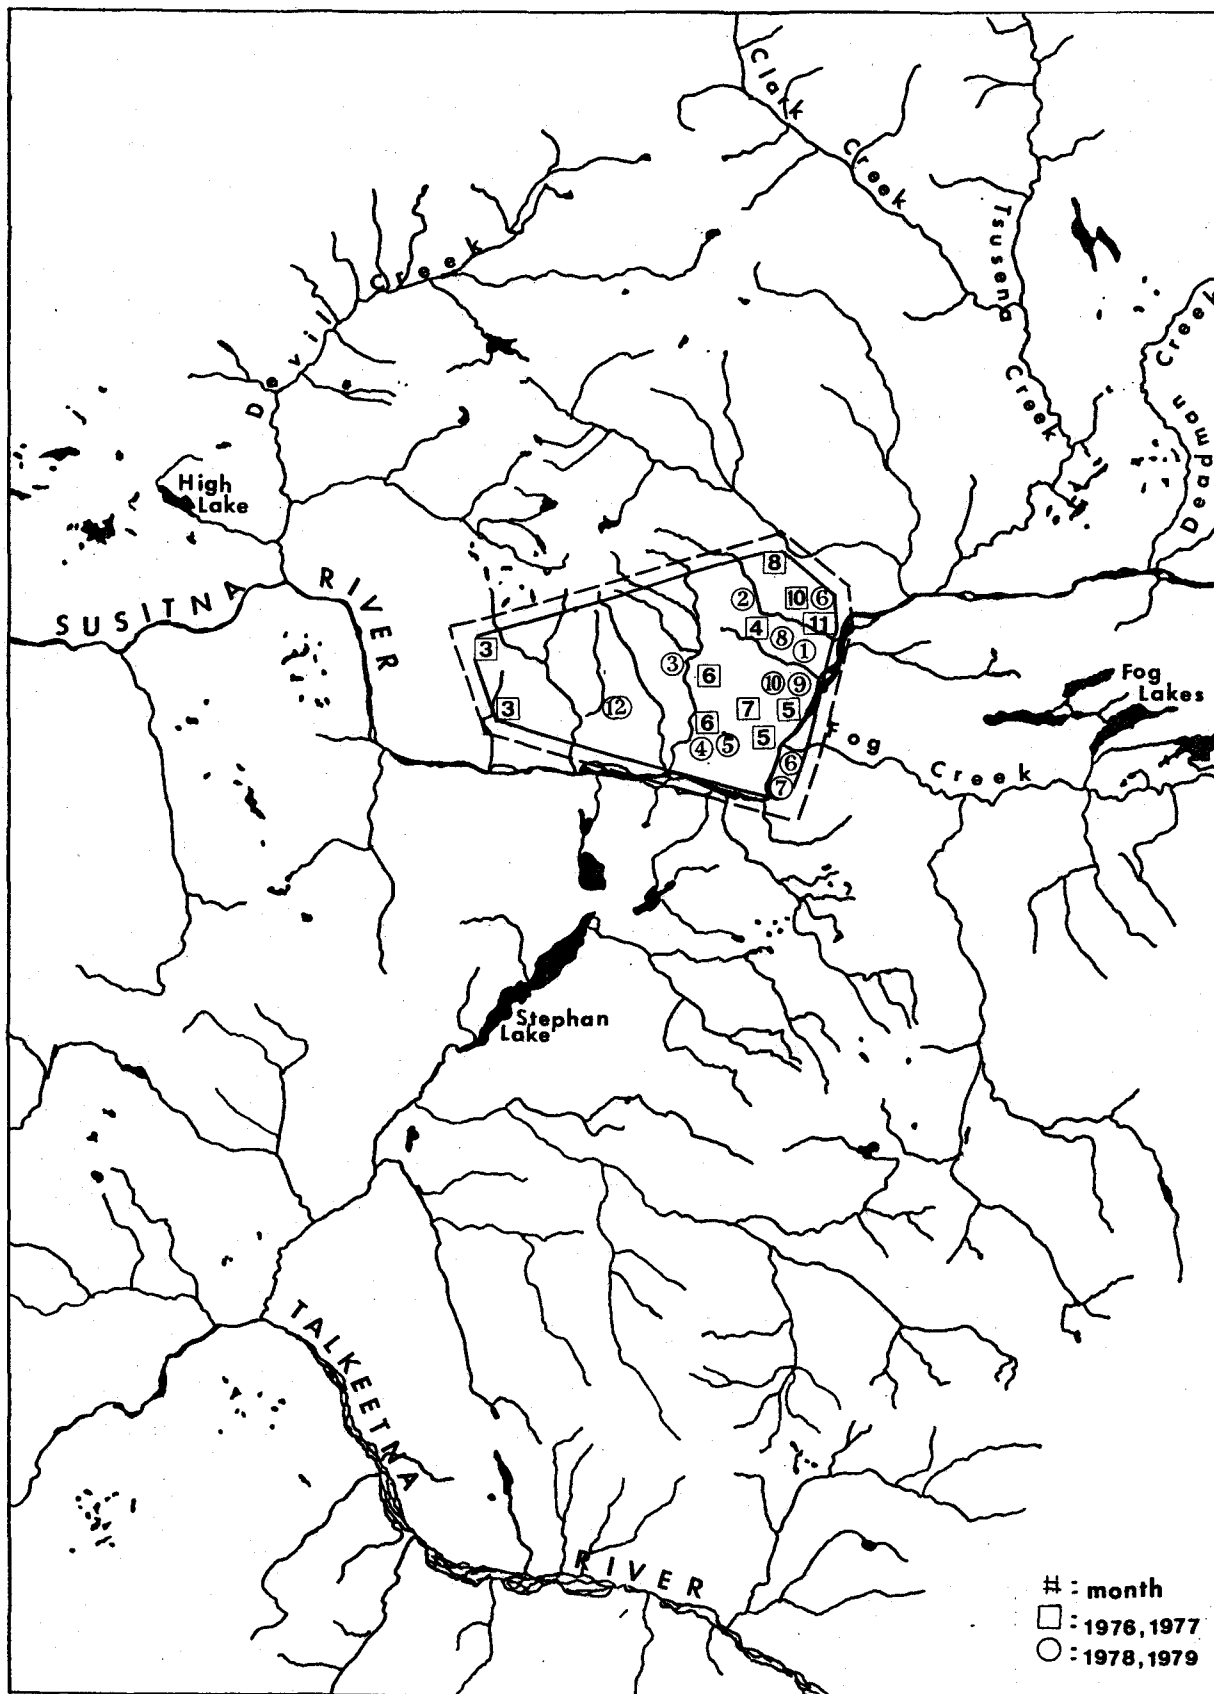 Clark Creek
Tsusena Creek
Devil Creek
Deadman Creek
High
Lake
SUSITNA RIVER
8
2
10
6
4
11
8
1
3
3
6
10
9
Fog
Lakes
3
12
7
5
6
5
4
5
Fog Creek
6
7
Stephan
Lake
TALKEETNA RIVER
# : month
□ : 1976, 1977
○ : 1978, 1979